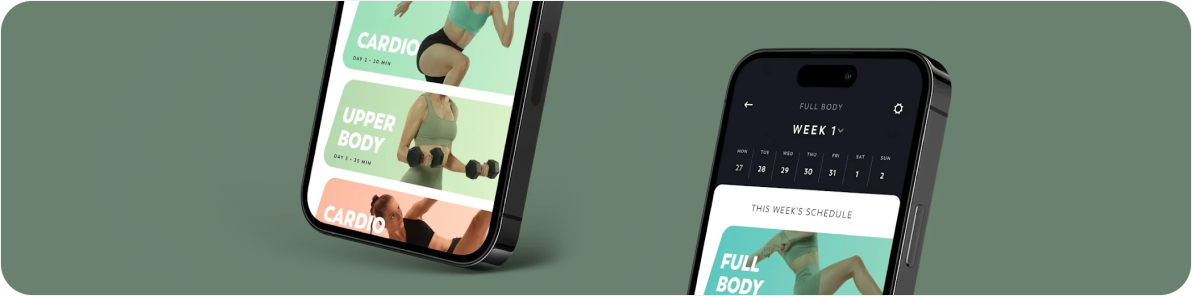 CARDIO
DAY 2 • 30 MIN
UPPER
BODY
DAY 3 • 35 MIN
CARDIO
FULL BODY
WEEK 1
MON TUE WED THU FRI SAT SUN
27 28 29 30 31 1 2
THIS WEEK'S SCHEDULE
FULL
BODY